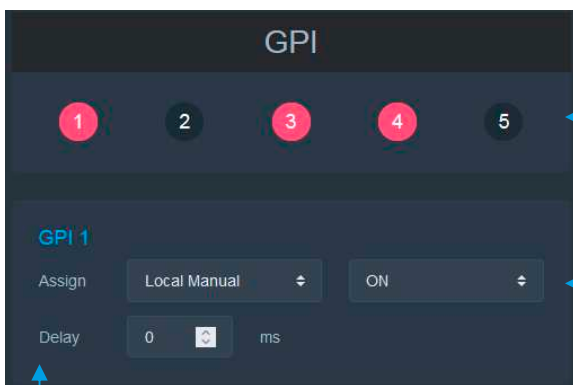 GPI
1 2 3 4 5
GPI 1
Assign Local Manual ON
Delay 0 ms